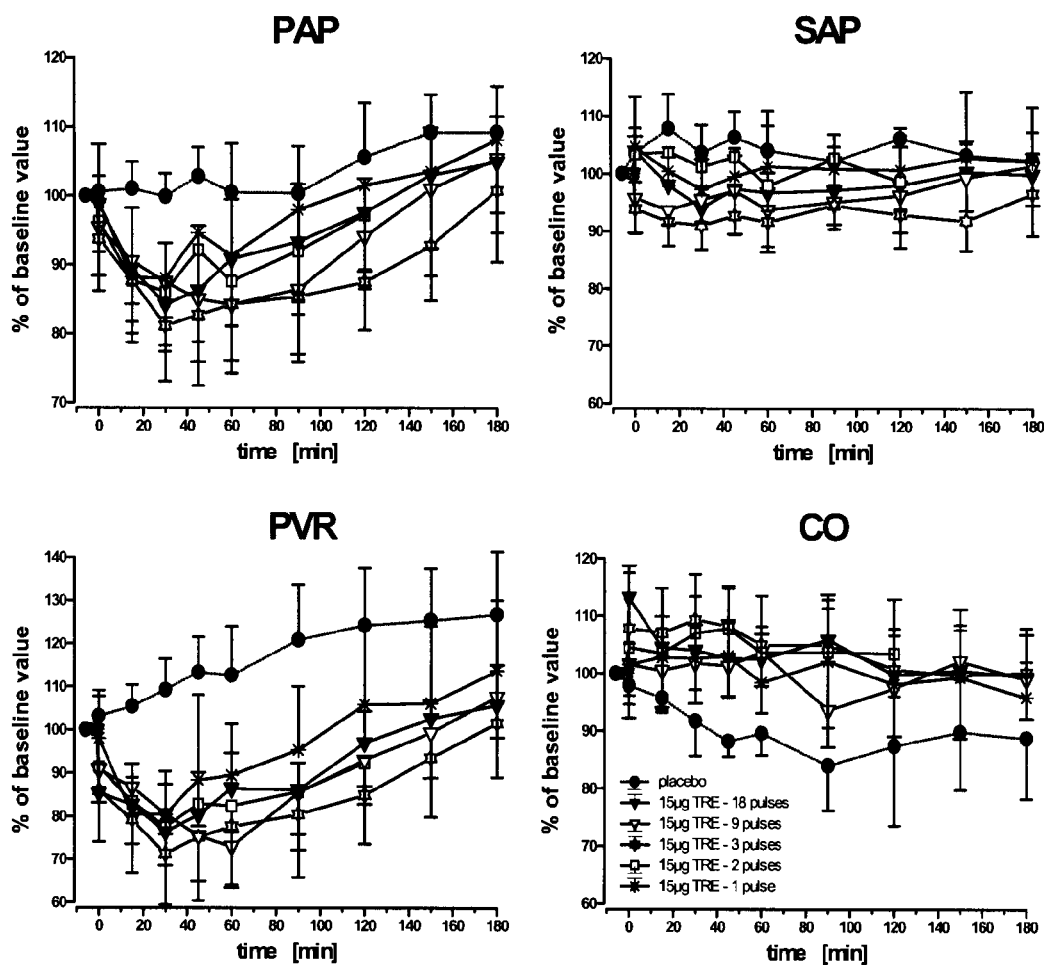 PAP
% of baseline value
120
110
100
90
80
70
0 20 40 60 80 100 120 140 160 180
time [min]
SAP
% of baseline value
120
110
100
90
80
70
60
0 20 40 60 80 100 120 140 160 180
time [min]
PVR
% of baseline value
140
130
120
110
100
90
80
70
60
0 20 40 60 80 100 120 140 160 180
time [min]
CO
% of baseline value
120
110
100
90
80
70
60
placebo
15µg TRE - 18 pulses
15µg TRE - 9 pulses
15µg TRE - 3 pulses
15µg TRE - 2 pulses
15µg TRE - 1 pulse
0 20 40 60 80 100 120 140 160 180
time [min]